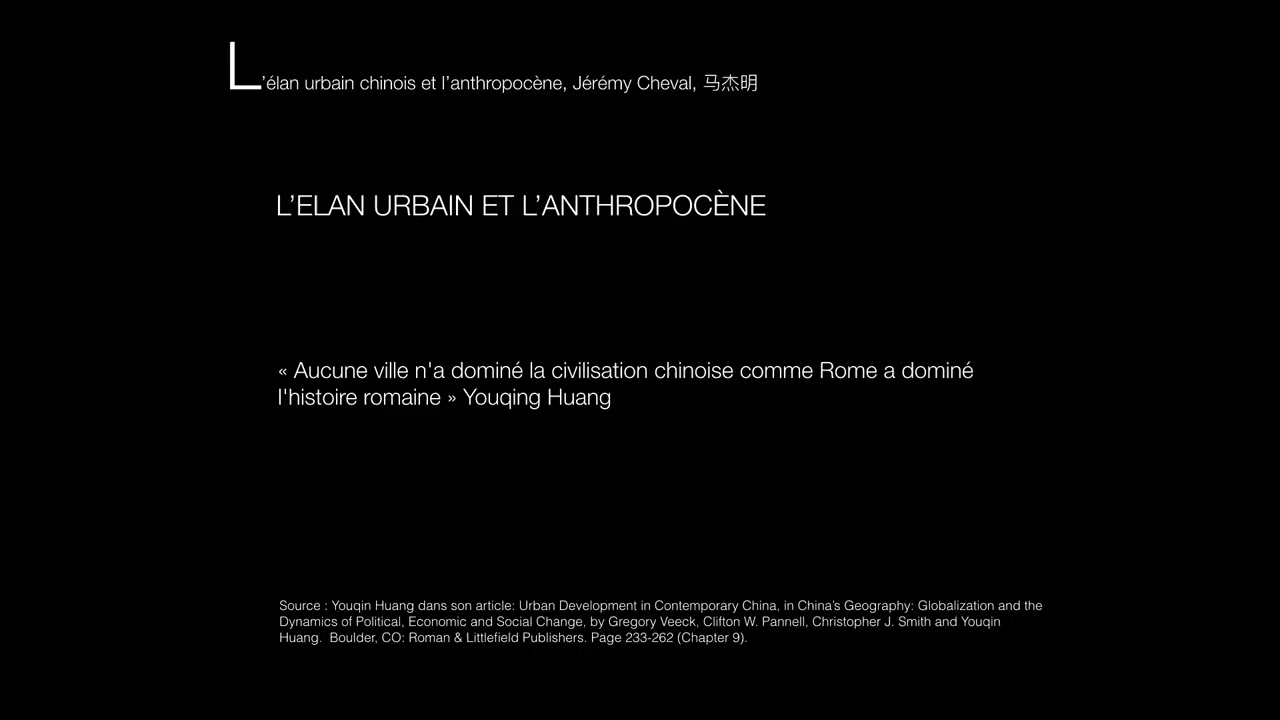 L’élan urbain chinois et l’anthropocène, Jérémy Cheval, 马杰明
L’ELAN URBAIN ET L’ANTHROPOCÈNE
« Aucune ville n'a dominé la civilisation chinoise comme Rome a dominé
l'histoire romaine » Youqing Huang
Source : Youqin Huang dans son article: Urban Development in Contemporary China, in China’s Geography: Globalization and the
Dynamics of Political, Economic and Social Change, by Gregory Veeck, Clifton W. Pannell, Christopher J. Smith and Youqin
Huang.  Boulder, CO: Roman & Littlefield Publishers. Page 233-262 (Chapter 9).